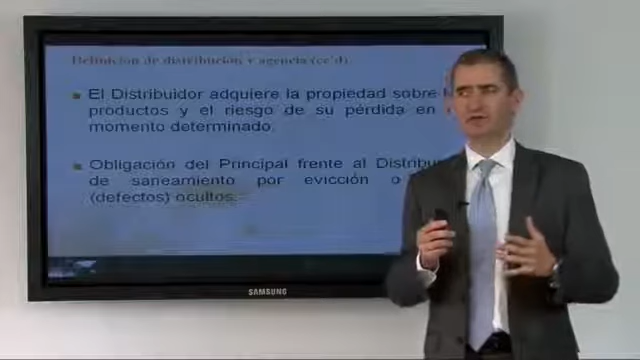 Definición de distribución y agencia (cc'd)
El Distribuidor adquiere la propiedad sobre
productos y el riesgo de su pérdida en
momento determinado.
Obligación del Principal frente al Distribu
de saneamiento por evicción o
(defectos) ocultos.
SAMSUNG